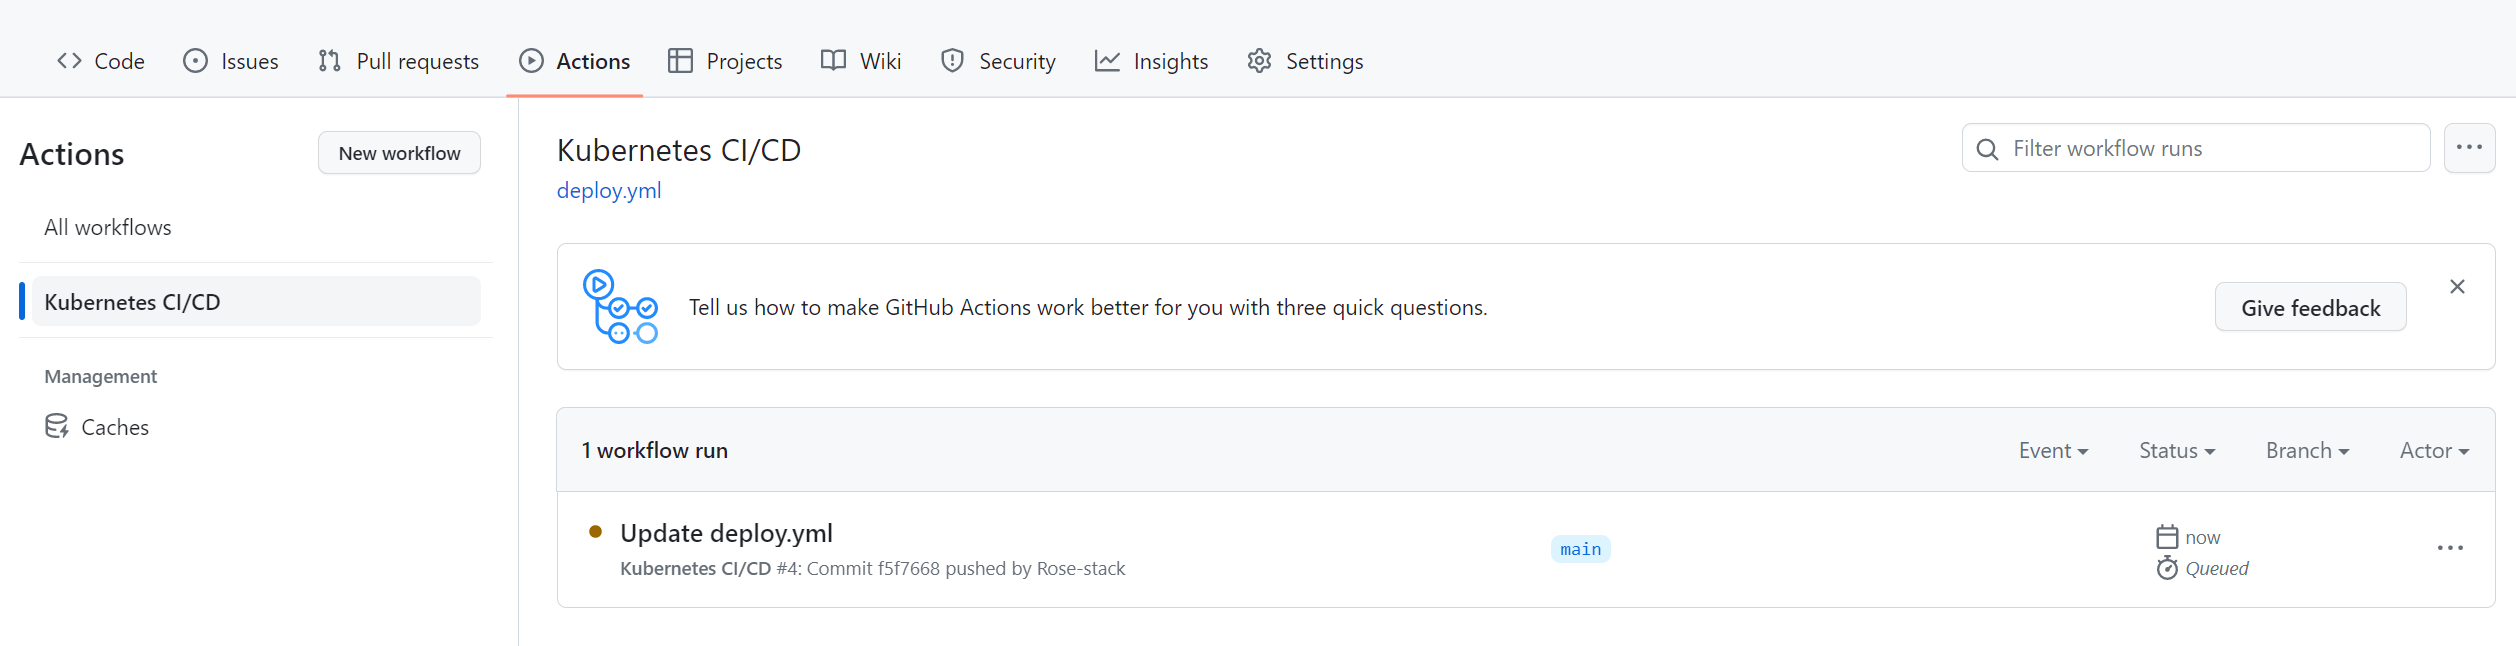 Code Issues Pull requests Actions Projects Wiki Security Insights Settings
Actions
New workflow
All workflows
Kubernetes CI/CD
Management
Caches
Kubernetes CI/CD
deploy.yml
Filter workflow runs
Tell us how to make GitHub Actions work better for you with three quick questions.
Give feedback
1 workflow run
Event Status Branch Actor
Update deploy.yml
Kubernetes CI/CD #4: Commit f5f7668 pushed by Rose-stack
main
now
Queued